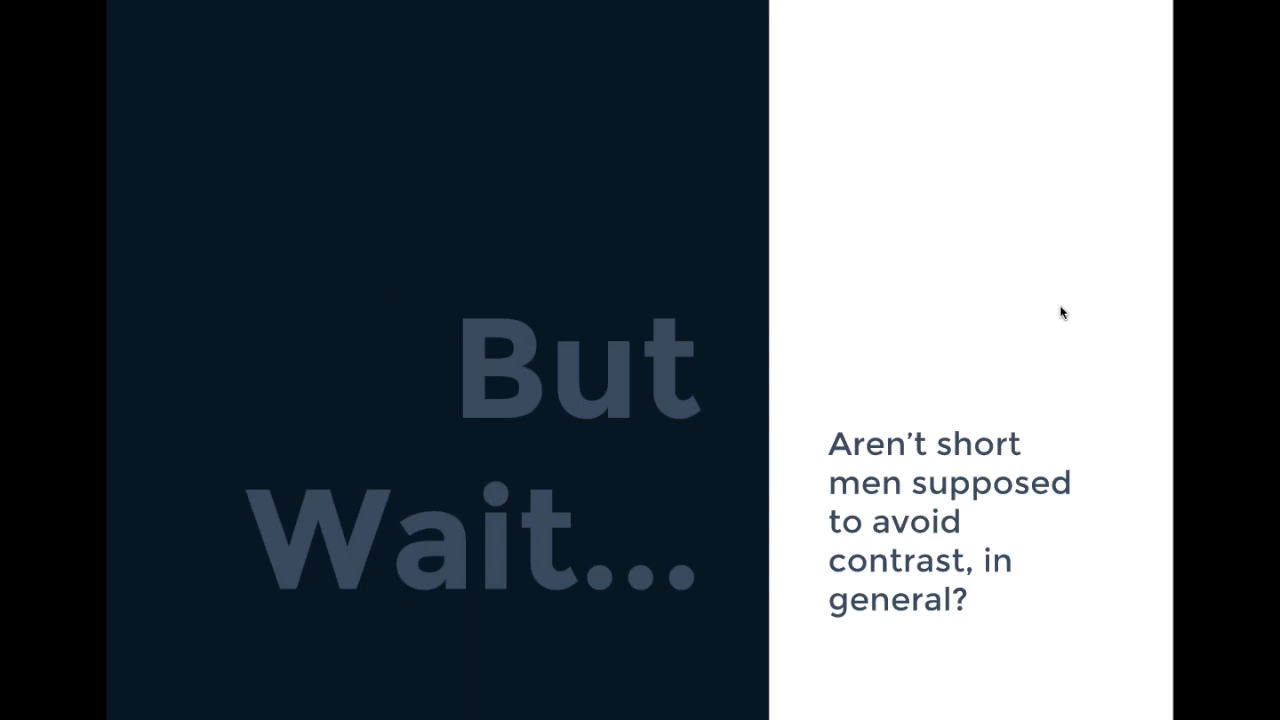 But
Wait...
Aren’t short
men supposed
to avoid
contrast, in
general?